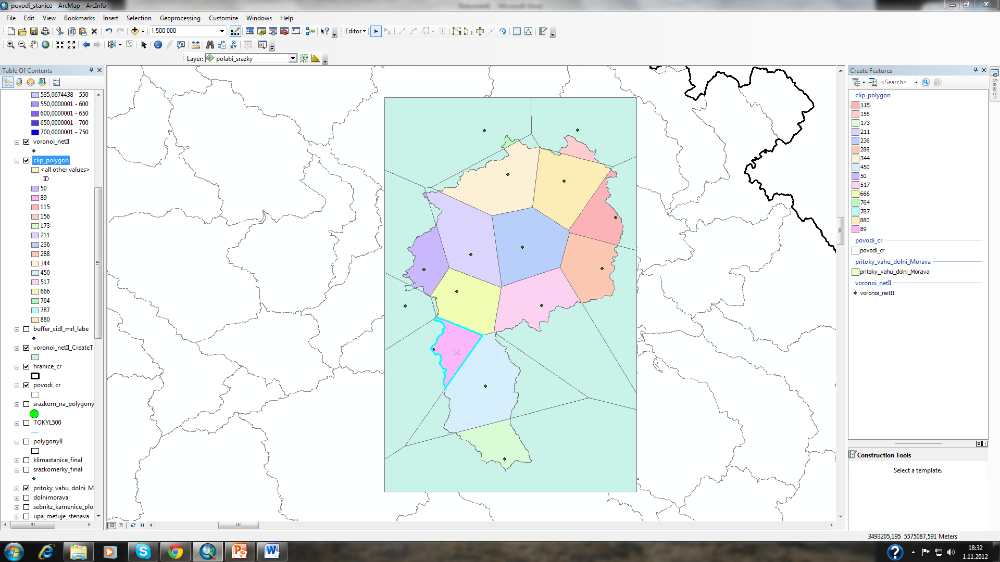 povodi_stanice - ArcMap - ArcInfo
File Edit View Bookmarks Insert Selection Geoprocessing Customize Windows Help
1:500 000
Editor
Layer: polabi_srazky
Table Of Contents
535,0674438 - 550
550,0000001 - 600
600,0000001 - 650
650,0000001 - 700
700,0000001 - 750
voronoi_netII
clip_polygon
<all other values>
ID
50
89
115
156
173
211
236
288
344
450
517
666
764
787
880
buffer_cidl_mrl_labe
voronoi_netII_CreateT
hranice_cr
povodi_cr
srazkom_na_polygony
TOKYL500
polygonyII
klimastanice_final
srazkomerky_final
pritoky_vahu_dolni_M
dolnimorava
sebnitz_kamenice_plo
upa_metuje_stenava
Create Features
<Search>
Search
clip_polygon
115
156
173
211
236
288
344
450
50
517
666
764
787
880
89
povodi_cr
povodi_cr
pritoky_vahu_dolni_Morava
pritoky_vahu_dolni_Morava
voronoi_netII
voronoi_netII
Construction Tools
Select a template.
3493205,195 5575087,591 Meters
18:32
1.11.2012